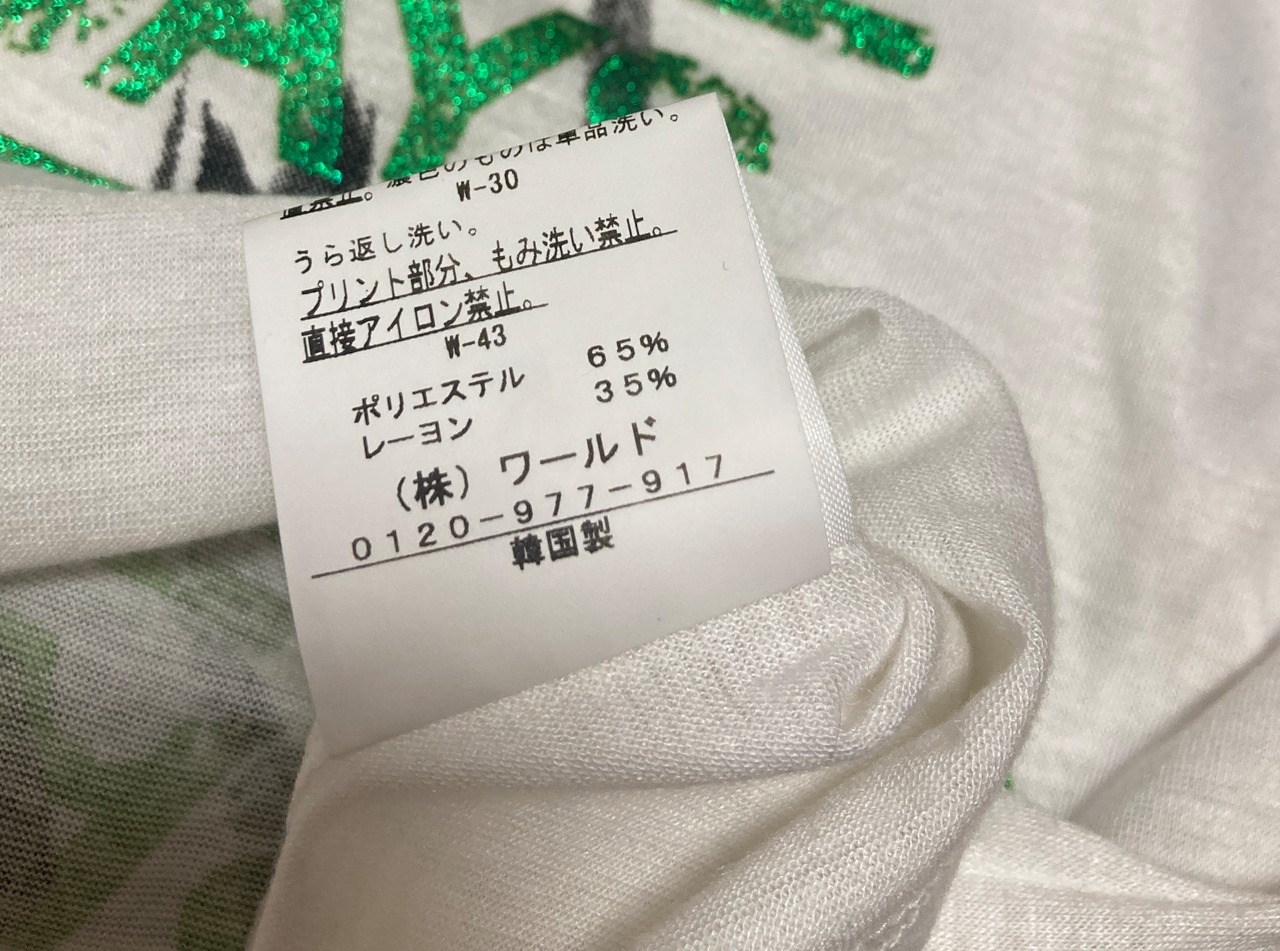 濃色のものは単品洗い。
W-30
うら返し洗い。
プリント部分、もみ洗い禁止。
直接アイロン禁止。
W-43
ポリエステル 65%
レーヨン 35%
(株) ワールド
0120-977-917
韓国製